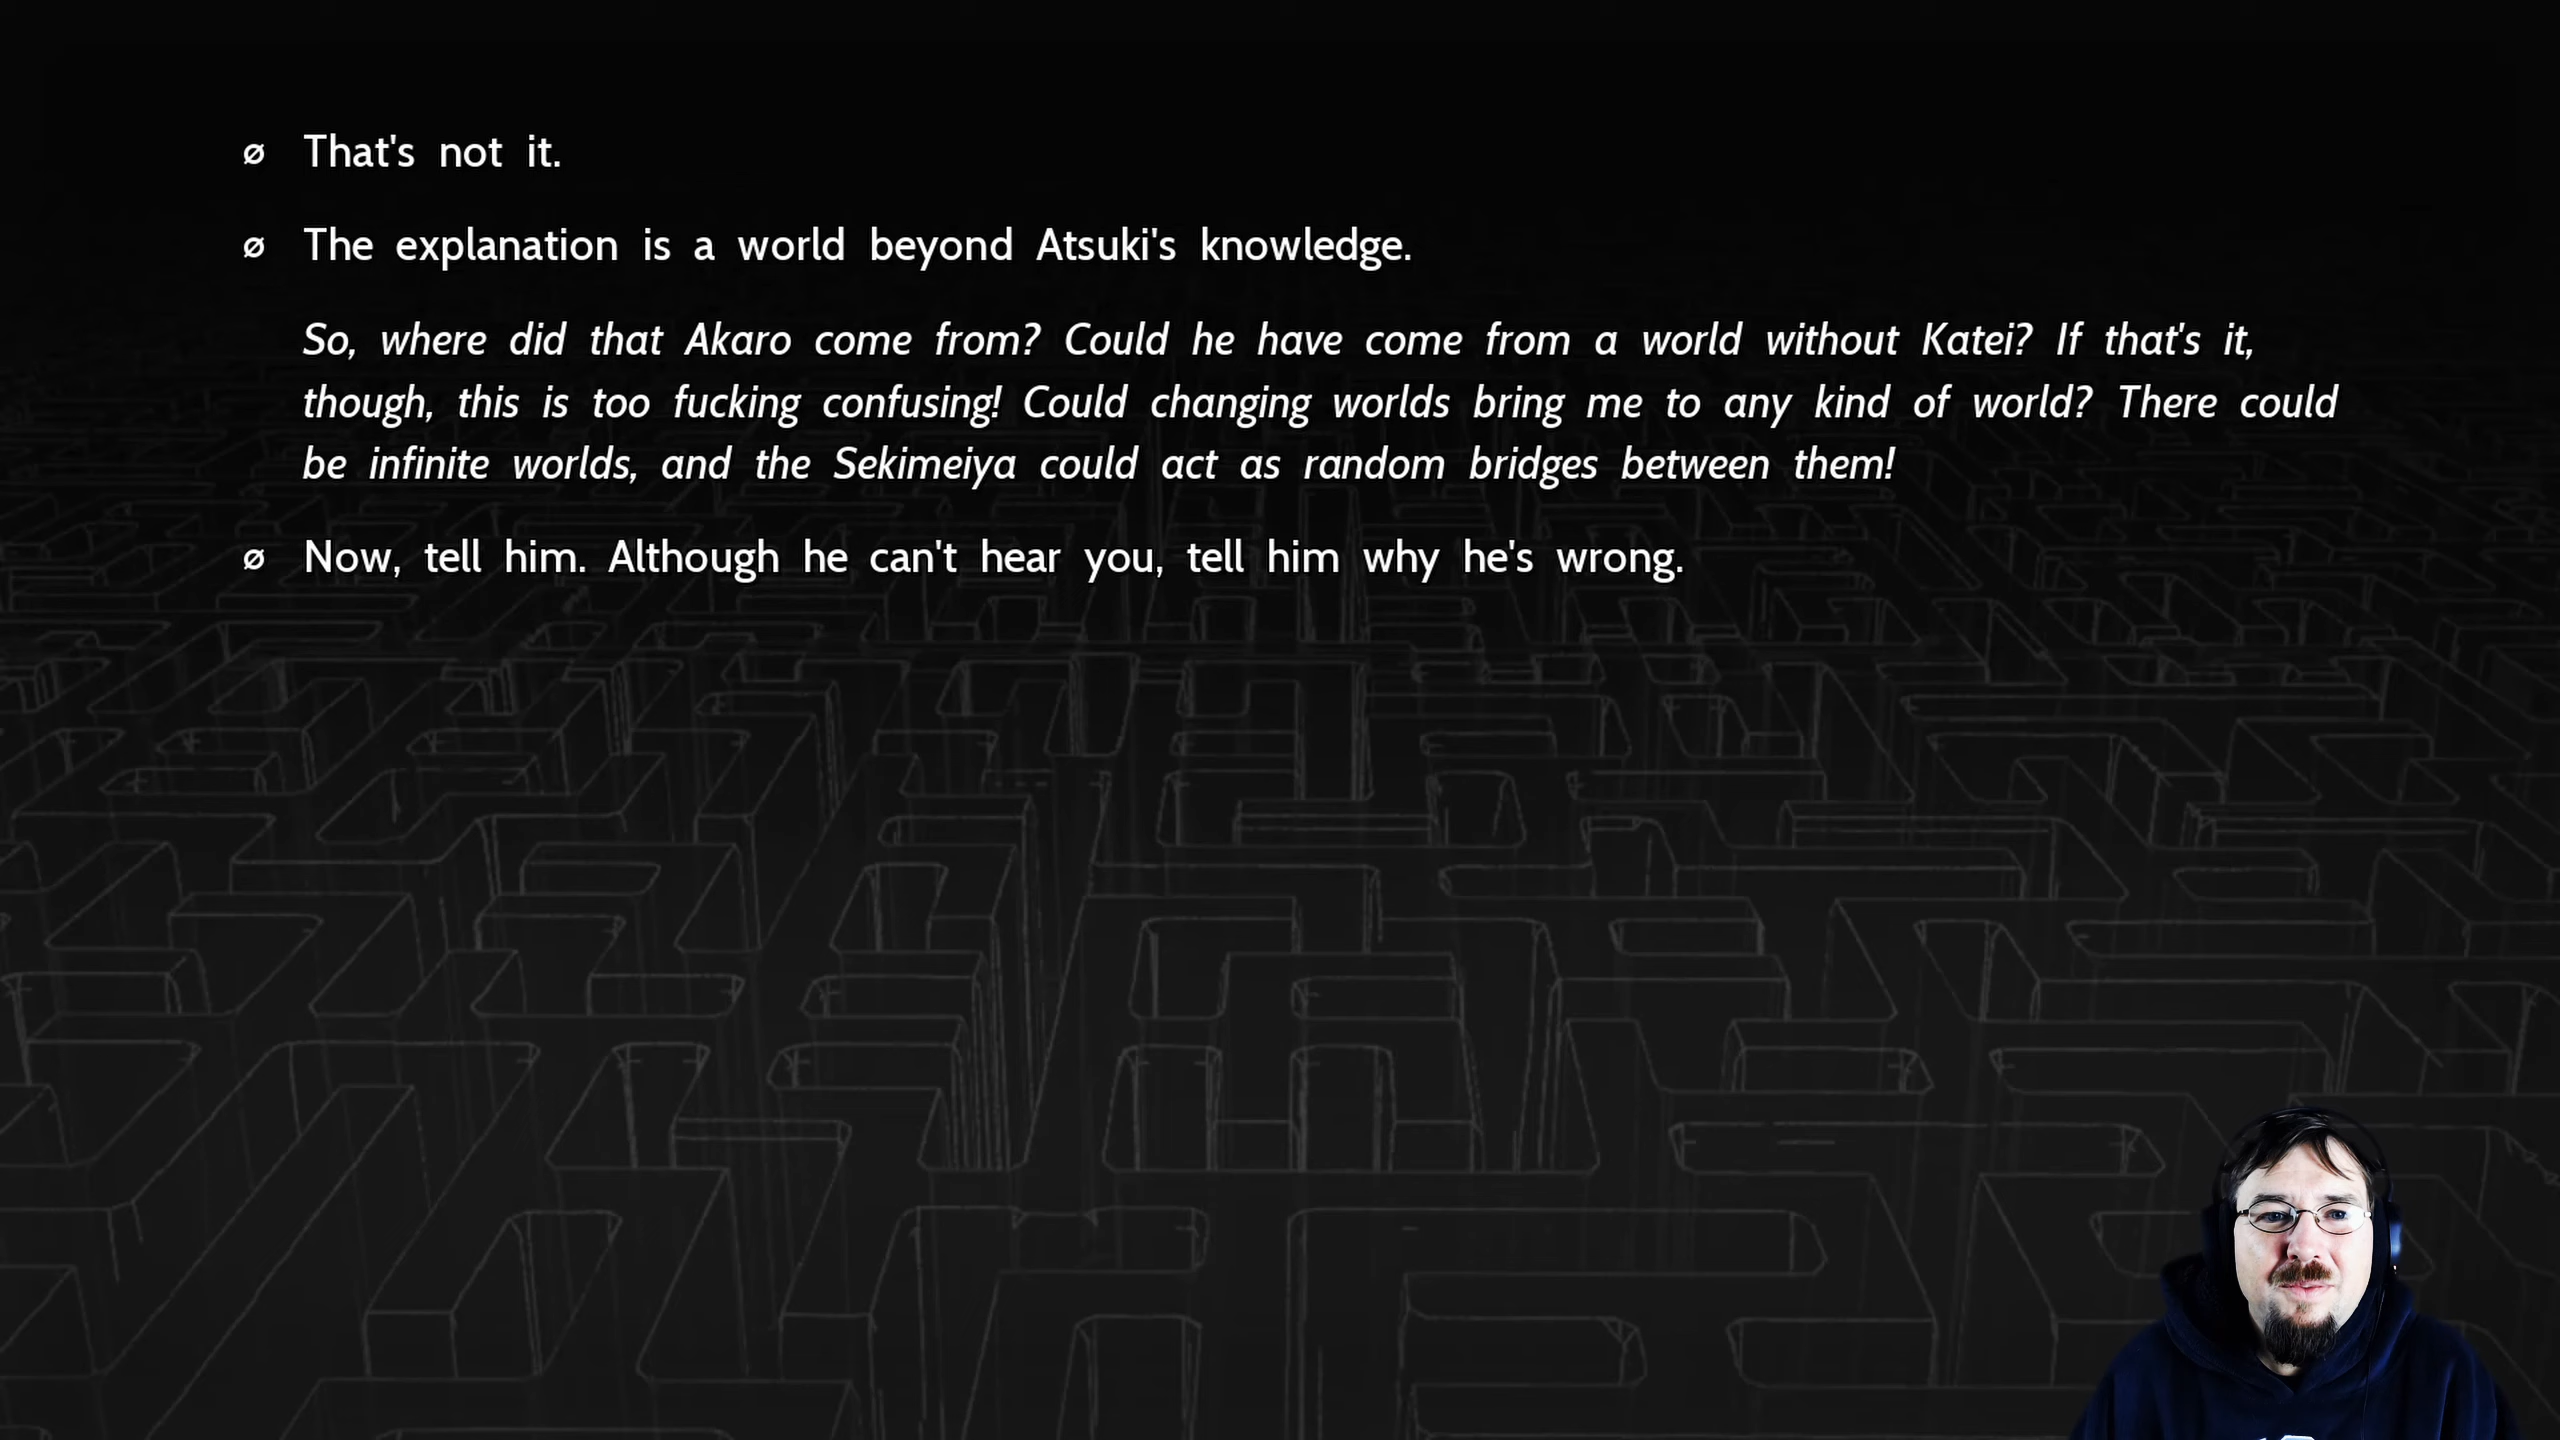 ø That's not it.
ø The explanation is a world beyond Atsuki's knowledge.
So, where did that Akaro come from? Could he have come from a world without Katei? If that's it,
though, this is too fucking confusing! Could changing worlds bring me to any kind of world? There could
be infinite worlds, and the Sekimeiya could act as random bridges between them!
ø Now, tell him. Although he can't hear you, tell him why he's wrong.